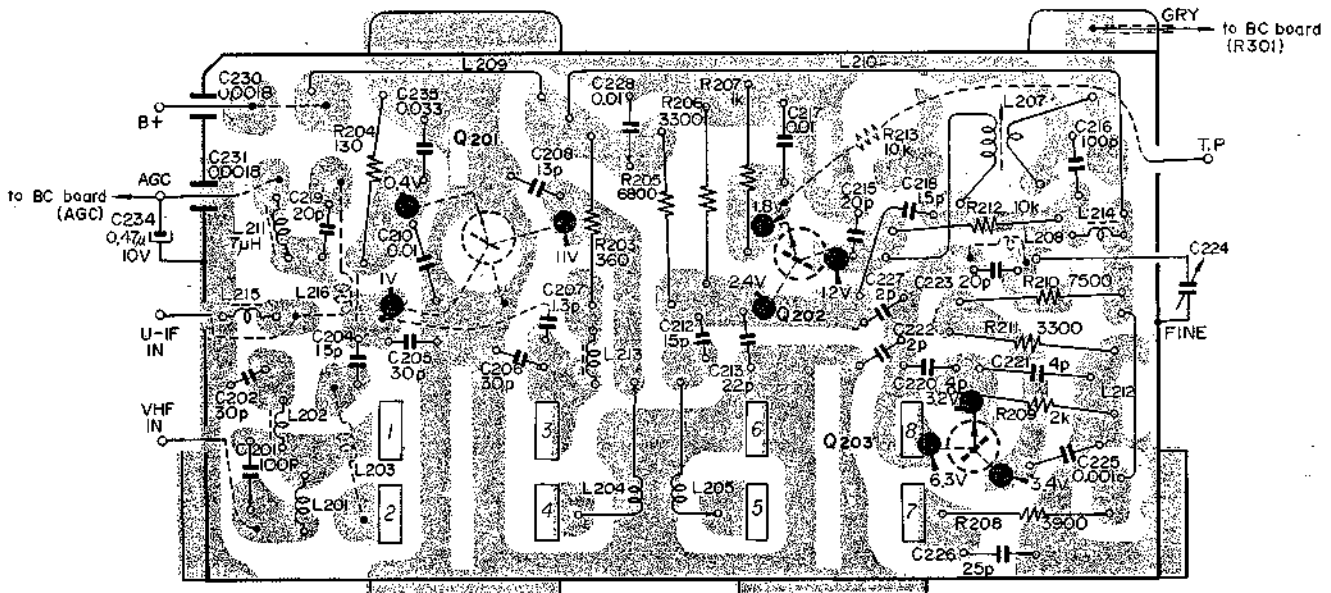 GRY
to BC board
(R301)
L209
L210
C230
0.0018
B+
C235
0.033
R204
130
Q201
C228
0.01
R205
6800
R206
3300
R207
1k
C217
0.01
R213
10k
L207
C216
100p
T.P
C231
0.0018
AGC
to BC board
(AGC)
C234
0.47μ
10V
C208
13p
0.4V
11V
C219
20p
L211
7μH
C210
0.01
R203
360
1.8V
C215
20p
C218
15p
R212
10k
L208
L214
C224
1V
1.2V
2.4V
Q202
C227
2p
C223
20p
R210
7500
FINE
L215
L216
U-IF
IN
C204
15p
C205
30p
C207
13p
C206
30p
L213
C212
15p
C213
22p
C222
2p
R211
3300
C221
4p
C220
4p
3.2V
L212
R209
2k
C202
30p
L202
VHF
IN
C201
100P
L203
L201
1
2
3
4
L204
L205
6
5
Q203
8
7
6.3V
3.4V
C225
0.001
R208
3900
C226
25p